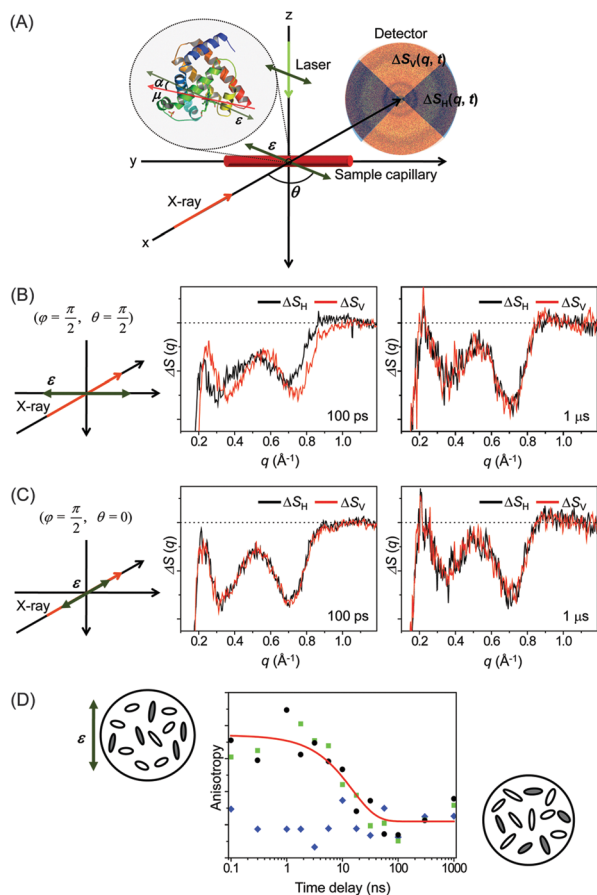 (A)
z
Detector
Laser
ΔS_V(q, t)
ΔS_H(q, t)
α
μ
ε
ε
y
Sample capillary
θ
X-ray
x
(B)
(φ = π/2, θ = π/2)
ε
X-ray
ΔS (q)
ΔS_H ΔS_V
100 ps
0.2 0.4 0.6 0.8 1.0
q (Å⁻¹)
ΔS (q)
ΔS_H ΔS_V
1 μs
0.2 0.4 0.6 0.8 1.0
q (Å⁻¹)
(C)
(φ = π/2, θ = 0)
ε
X-ray
ΔS (q)
ΔS_H ΔS_V
100 ps
0.2 0.4 0.6 0.8 1.0
q (Å⁻¹)
ΔS (q)
ΔS_H ΔS_V
1 μs
0.2 0.4 0.6 0.8 1.0
q (Å⁻¹)
(D)
ε
Anisotropy
0.1 1 10 100 1000
Time delay (ns)